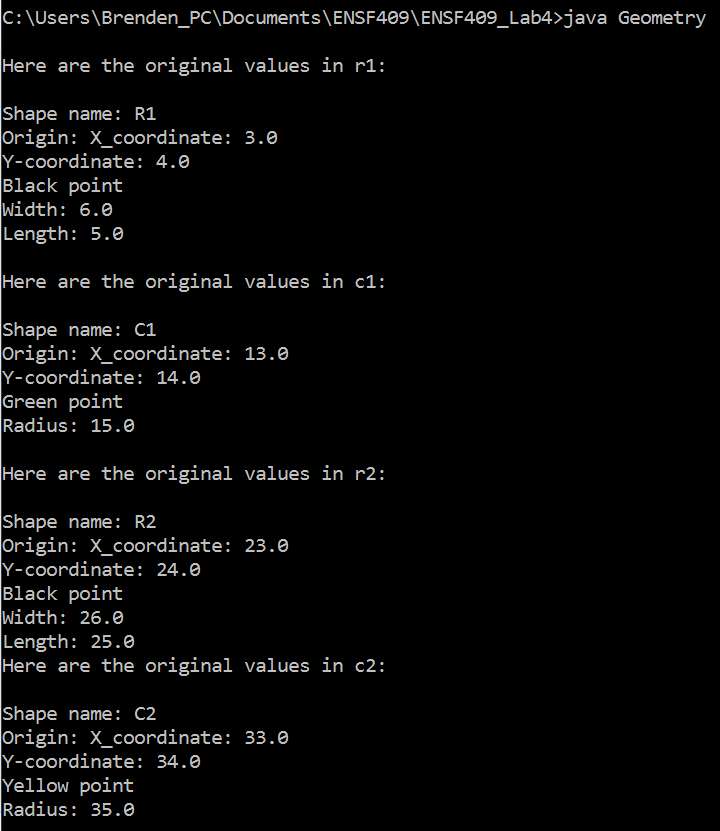 C:\Users\Brenden_PC\Documents\ENSF409\ENSF409_Lab4>java Geometry
Here are the original values in r1:
Shape name: R1
Origin: X_coordinate: 3.0
Y-coordinate: 4.0
Black point
Width: 6.0
Length: 5.0
Here are the original values in c1:
Shape name: C1
Origin: X_coordinate: 13.0
Y-coordinate: 14.0
Green point
Radius: 15.0
Here are the original values in r2:
Shape name: R2
Origin: X_coordinate: 23.0
Y-coordinate: 24.0
Black point
Width: 26.0
Length: 25.0
Here are the original values in c2:
Shape name: C2
Origin: X_coordinate: 33.0
Y-coordinate: 34.0
Yellow point
Radius: 35.0